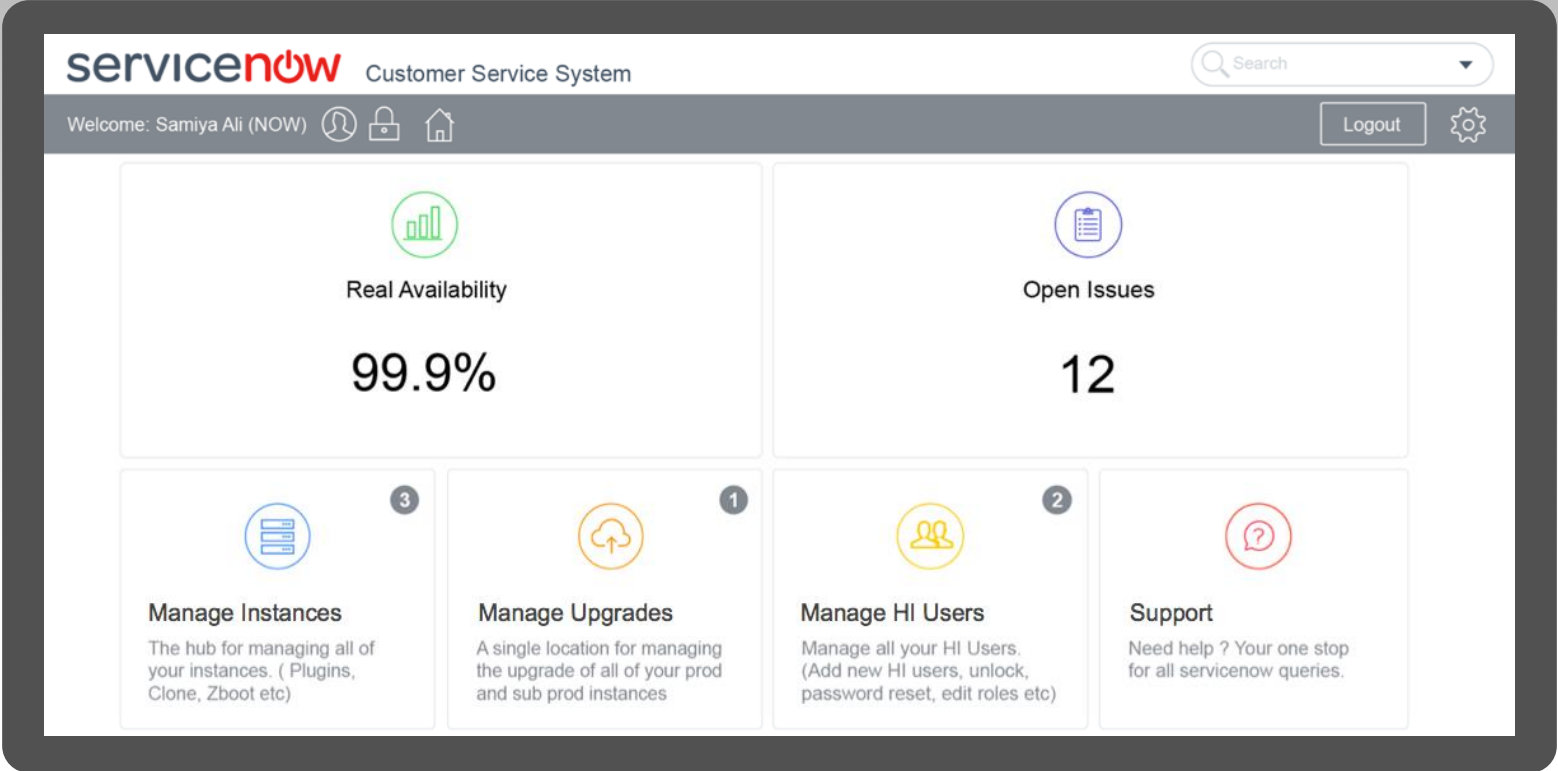 servicenow Customer Service System
Search
Welcome: Samiya Ali (NOW)
Logout
Real Availability
99.9%
Open Issues
12
3
Manage Instances
The hub for managing all of
your instances. ( Plugins,
Clone, Zboot etc)
1
Manage Upgrades
A single location for managing
the upgrade of all of your prod
and sub prod instances
2
Manage HI Users
Manage all your HI Users.
(Add new HI users, unlock,
password reset, edit roles etc)
Support
Need help ? Your one stop
for all servicenow queries.